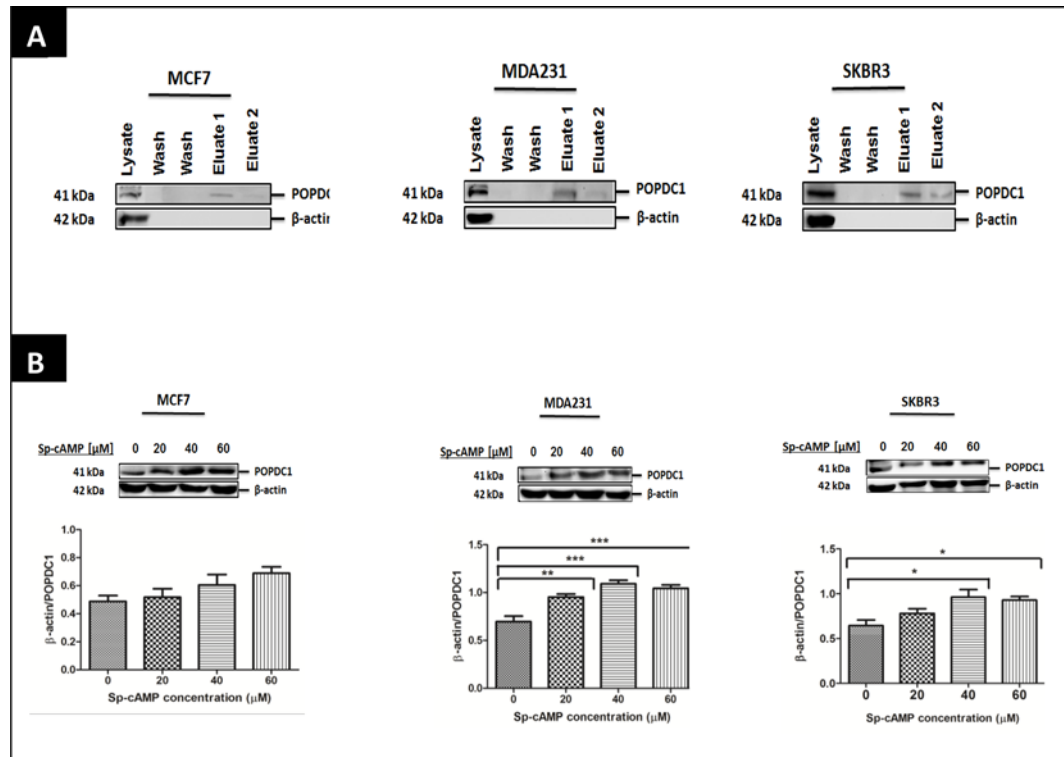 A
MCF7
Lysate
Wash
Wash
Eluate 1
Eluate 2
41 kDa
POPDC
42 kDa
β-actin
MDA231
Lysate
Wash
Wash
Eluate 1
Eluate 2
41 kDa
POPDC1
42 kDa
β-actin
SKBR3
Lysate
Wash
Wash
Eluate 1
Eluate 2
41 kDa
POPDC1
42 kDa
β-actin
B
MCF7
Sp-cAMP [µM] 0 20 40 60
41 kDa
POPDC1
42 kDa
β-actin
β-actin/POPDC1
1.0
0.8
0.6
0.4
0.2
0.0
0 20 40 60
Sp-cAMP concentration (µM)
MDA231
Sp-cAMP [µM] 0 20 40 60
41 kDa
POPDC1
42 kDa
β-actin
β-actin/POPDC1
***
***
**
1.5
1.0
0.5
0.0
0 20 40 60
Sp-cAMP concentration (µM)
SKBR3
Sp-cAMP [µM] 0 20 40 60
41 kDa
POPDC1
42 kDa
β-actin
β-actin/POPDC1
*
*
1.5
1.0
0.5
0.0
0 20 40 60
Sp-cAMP concentration (µM)